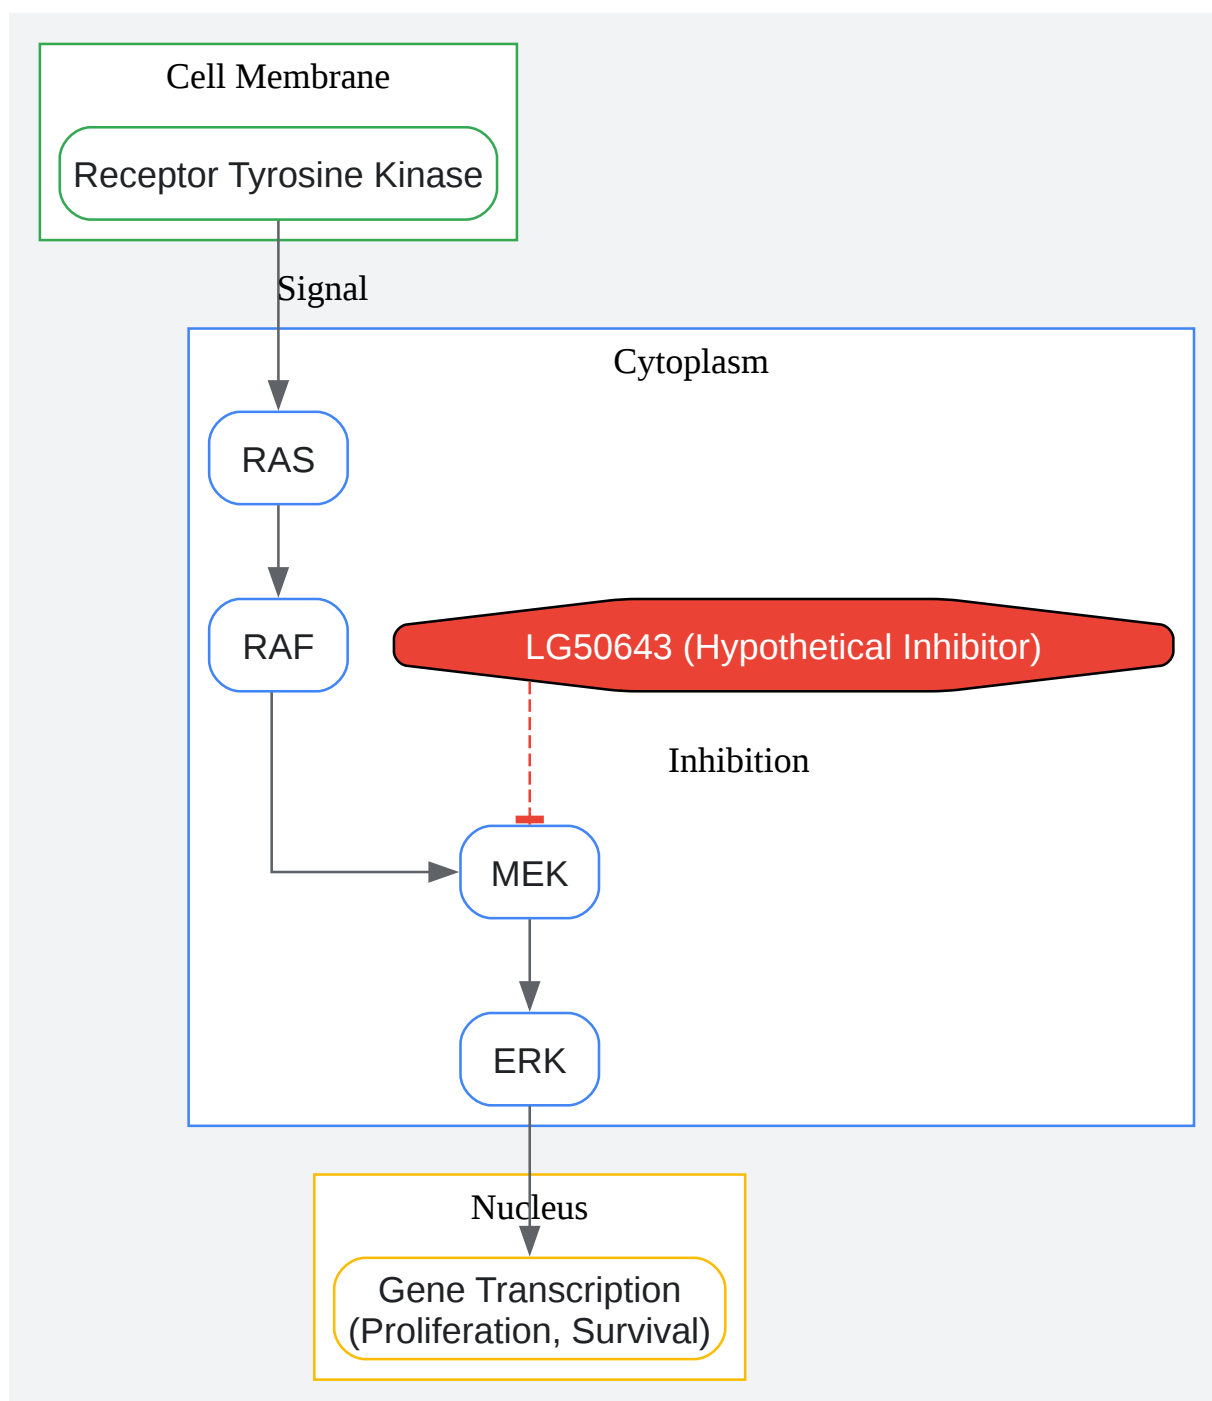 Cell Membrane
Receptor Tyrosine Kinase
Signal
Cytoplasm
RAS
RAF
LG50643 (Hypothetical Inhibitor)
Inhibition
MEK
ERK
Nucleus
Gene Transcription
(Proliferation, Survival)